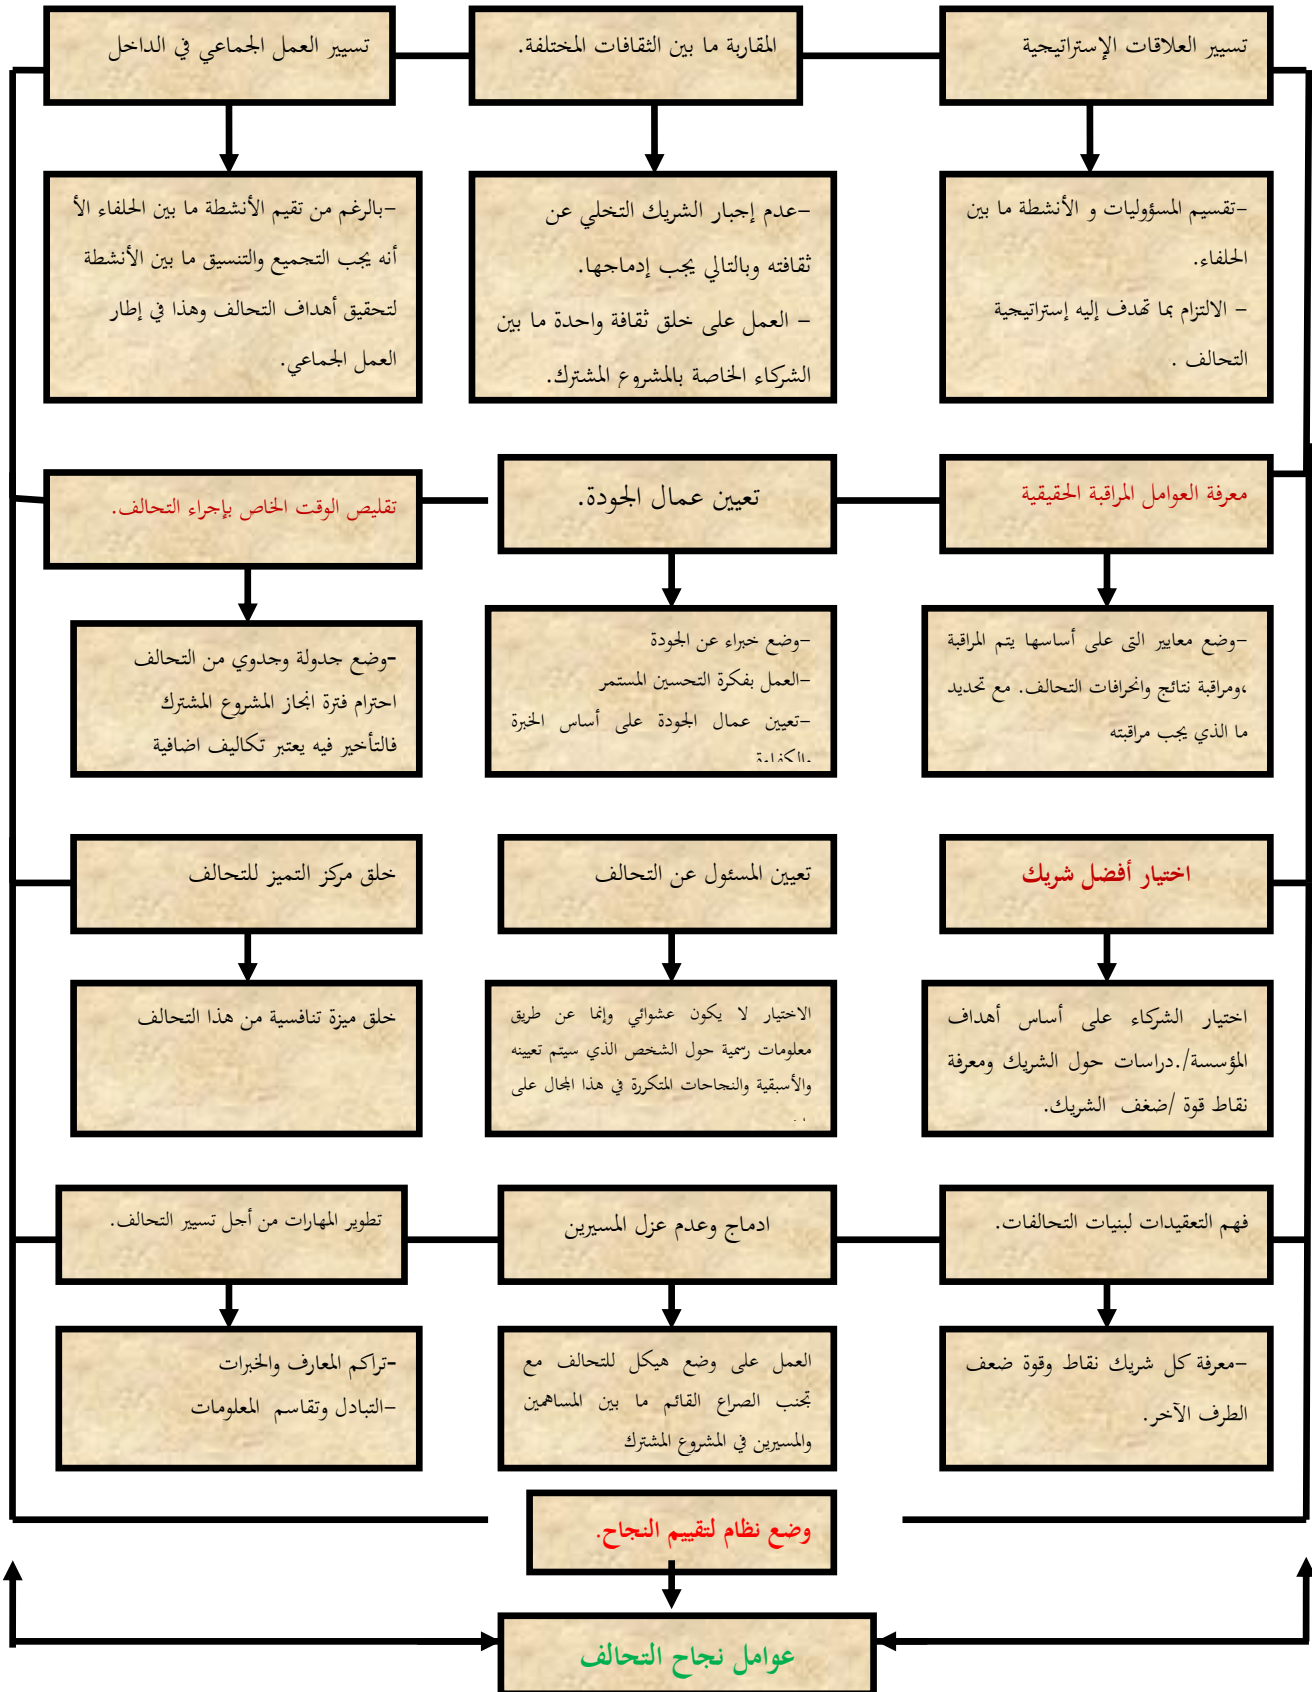 تسيير العلاقات الإستراتيجية
المقاربة ما بين الثقافات المختلفة.
تسيير العمل الجماعي في الداخل
–تقسيم المسؤوليات و الأنشطة ما بين
الحلفاء.
– الالتزام بما تهدف إليه إستراتيجية
التحالف .
–عدم إجبار الشريك التخلي عن
ثقافته وبالتالي يجب إدماجها.
– العمل على خلق ثقافة واحدة ما بين
الشركاء الخاصة بالمشروع المشترك.
–بالرغم من تقيم الأنشطة ما بين الحلفاء الأ
أنه يجب التجميع والتنسيق ما بين الأنشطة
لتحقيق أهداف التحالف وهذا في إطار
العمل الجماعي.
معرفة العوامل المراقبة الحقيقية
تعيين عمال الجودة.
تقليص الوقت الخاص بإجراء التحالف.
–وضع معايير التى على أساسها يتم المراقبة
،ومراقبة نتائج وانحرافات التحالف. مع تحديد
ما الذي يجب مراقبته
–وضع خبراء عن الجودة
–العمل بفكرة التحسين المستمر
–تعيين عمال الجودة على أساس الخبرة
والكفاءة
-وضع جدولة وجدوي من التحالف
احترام فترة انجاز المشروع المشترك
فالتأخير فيه يعتبر تكاليف اضافية
اختيار أفضل شريك
تعيين المسئول عن التحالف
خلق مركز التميز للتحالف
اختيار الشركاء على أساس أهداف
المؤسسة/.دراسات حول الشريك ومعرفة
نقاط قوة /ضغف الشريك.
الاختيار لا يكون عشوائي وإنما عن طريق
معلومات رسمية حول الشخص الذي سيتم تعيينه
والأسبقية والنجاحات المتكررة في هذا المجال على
خلق ميزة تنافسية من هذا التحالف
فهم التعقيدات لبنيات التحالفات.
ادماج وعدم عزل المسيرين
تطوير المهارات من أجل تسيير التحالف.
–معرفة كل شريك نقاط وقوة ضعف
الطرف الآخر.
العمل على وضع هيكل للتحالف مع
تجنب الصراع القائم ما بين المساهمين
والمسيرين في المشروع المشترك
-تراكم المعارف والخبرات
–التبادل وتقاسم المعلومات
وضع نظام لتقييم النجاح.
عوامل نجاح التحالف